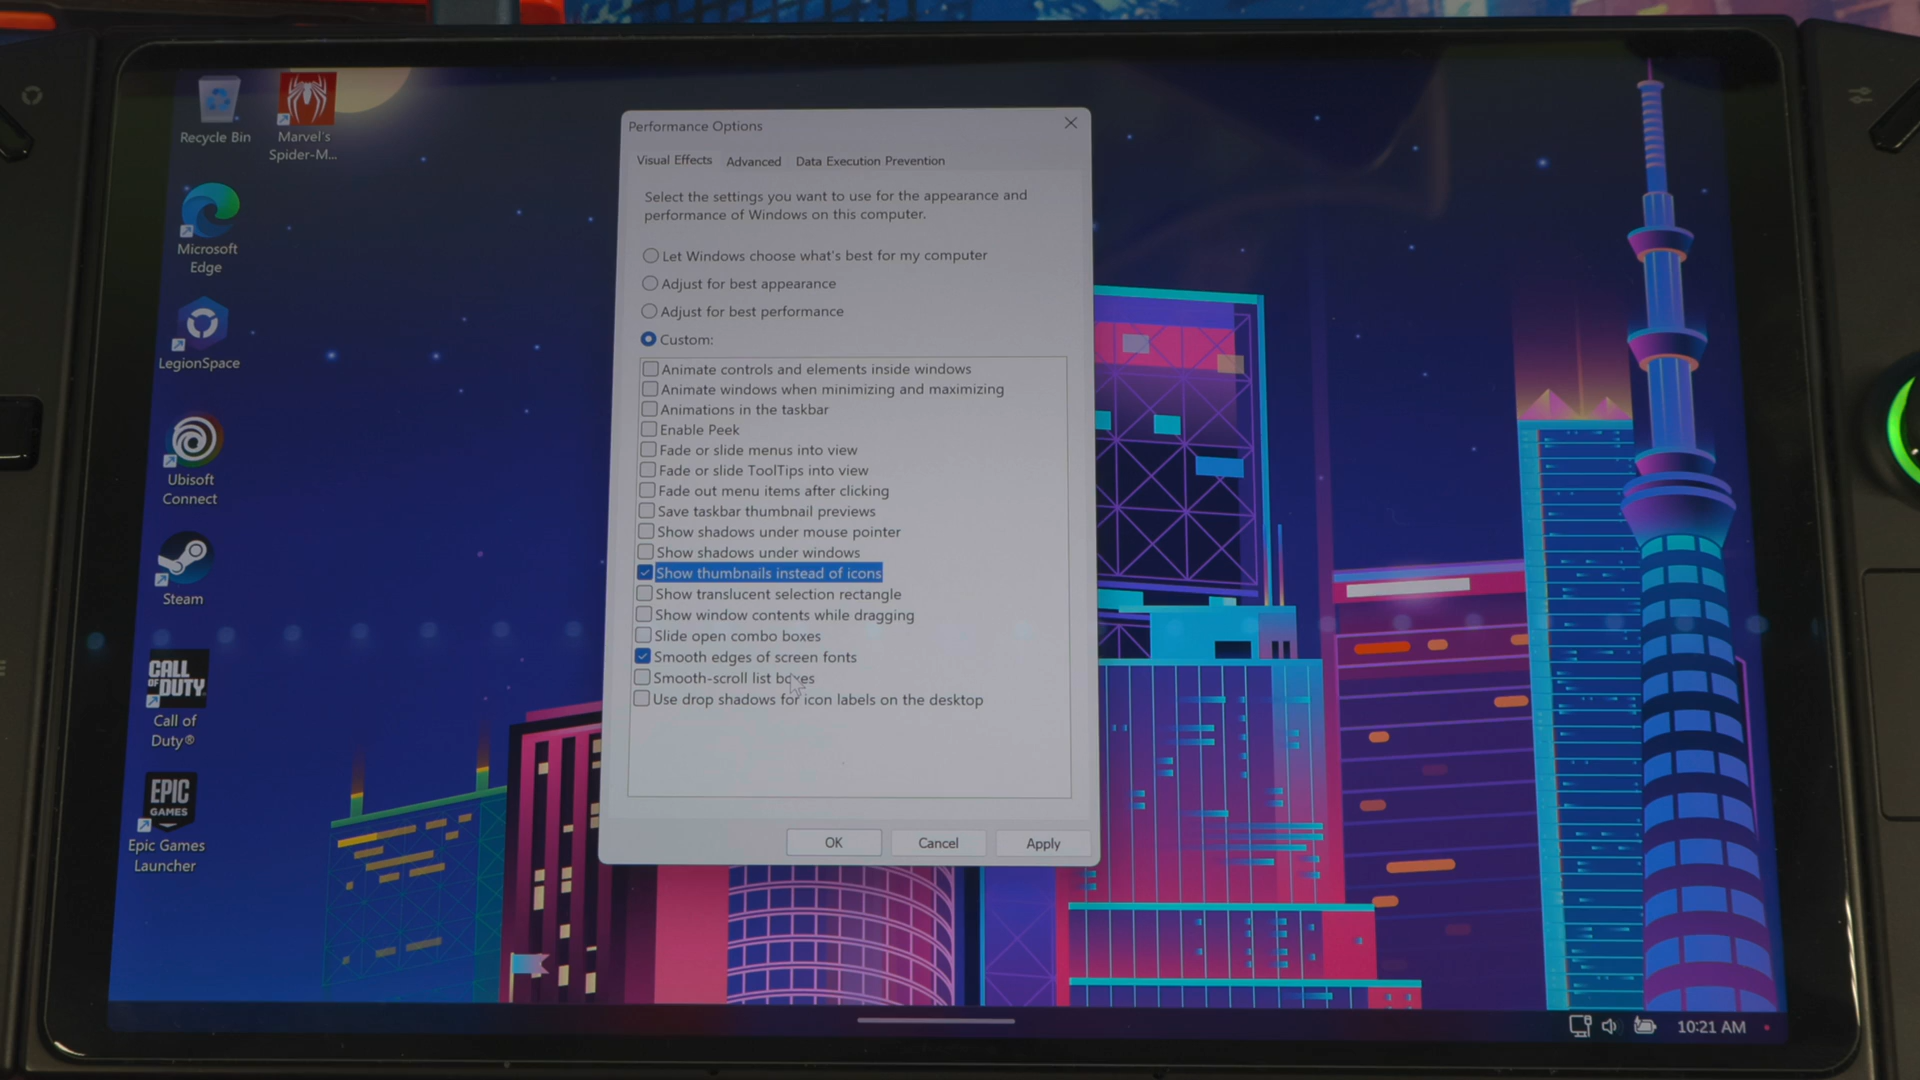 Recycle Bin
Marvel's
Spider-M...
Microsoft
Edge
LegionSpace
Ubisoft
Connect
Steam
CALL
OF DUTY
Call of
Duty®
EPIC
GAMES
Epic Games
Launcher
Performance Options
Visual Effects
Advanced
Data Execution Prevention
Select the settings you want to use for the appearance and
performance of Windows on this computer.
Let Windows choose what's best for my computer
Adjust for best appearance
Adjust for best performance
Custom:
Animate controls and elements inside windows
Animate windows when minimizing and maximizing
Animations in the taskbar
Enable Peek
Fade or slide menus into view
Fade or slide ToolTips into view
Fade out menu items after clicking
Save taskbar thumbnail previews
Show shadows under mouse pointer
Show shadows under windows
Show thumbnails instead of icons
Show translucent selection rectangle
Show window contents while dragging
Slide open combo boxes
Smooth edges of screen fonts
Smooth-scroll list boxes
Use drop shadows for icon labels on the desktop
OK
Cancel
Apply
10:21 AM